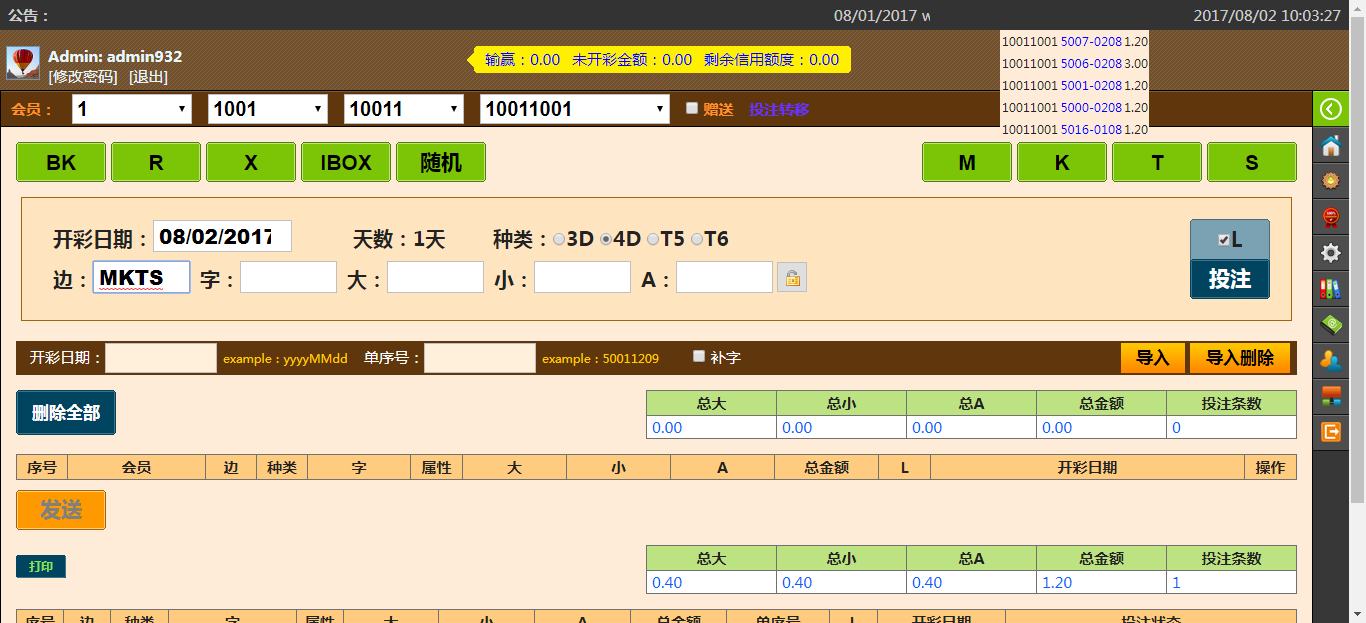 公告： 08/01/2017 w 2017/08/02 10:03:27
Admin: admin932
[修改密码] [退出]
输赢：0.00 未开彩金额：0.00 剩余信用额度：0.00
10011001 5007-0208 1.20
10011001 5006-0208 3.00
10011001 5001-0208 1.20
10011001 5000-0208 1.20
10011001 5016-0108 1.20
会员： 1 1001 10011 10011001 赠送 投注转移
BK R X IBOX 随机 M K T S
开彩日期： 08/02/2017 天数：1天 种类： 3D 4D T5 T6
L
边： MKTS 字： 大： 小： A：
投注
开彩日期： example : yyyyMMdd 单序号： example : 50011209 补字 导入 导入删除
删除全部
总大 总小 总A 总金额 投注条数
0.00 0.00 0.00 0.00 0
序号 会员 边 种类 字 属性 大 小 A 总金额 L 开彩日期 操作
发送
打印
总大 总小 总A 总金额 投注条数
0.40 0.40 0.40 1.20 1
序号 边 种类 字 属性 大 小 A 总金额 单序号 L 开彩日期 投注状态